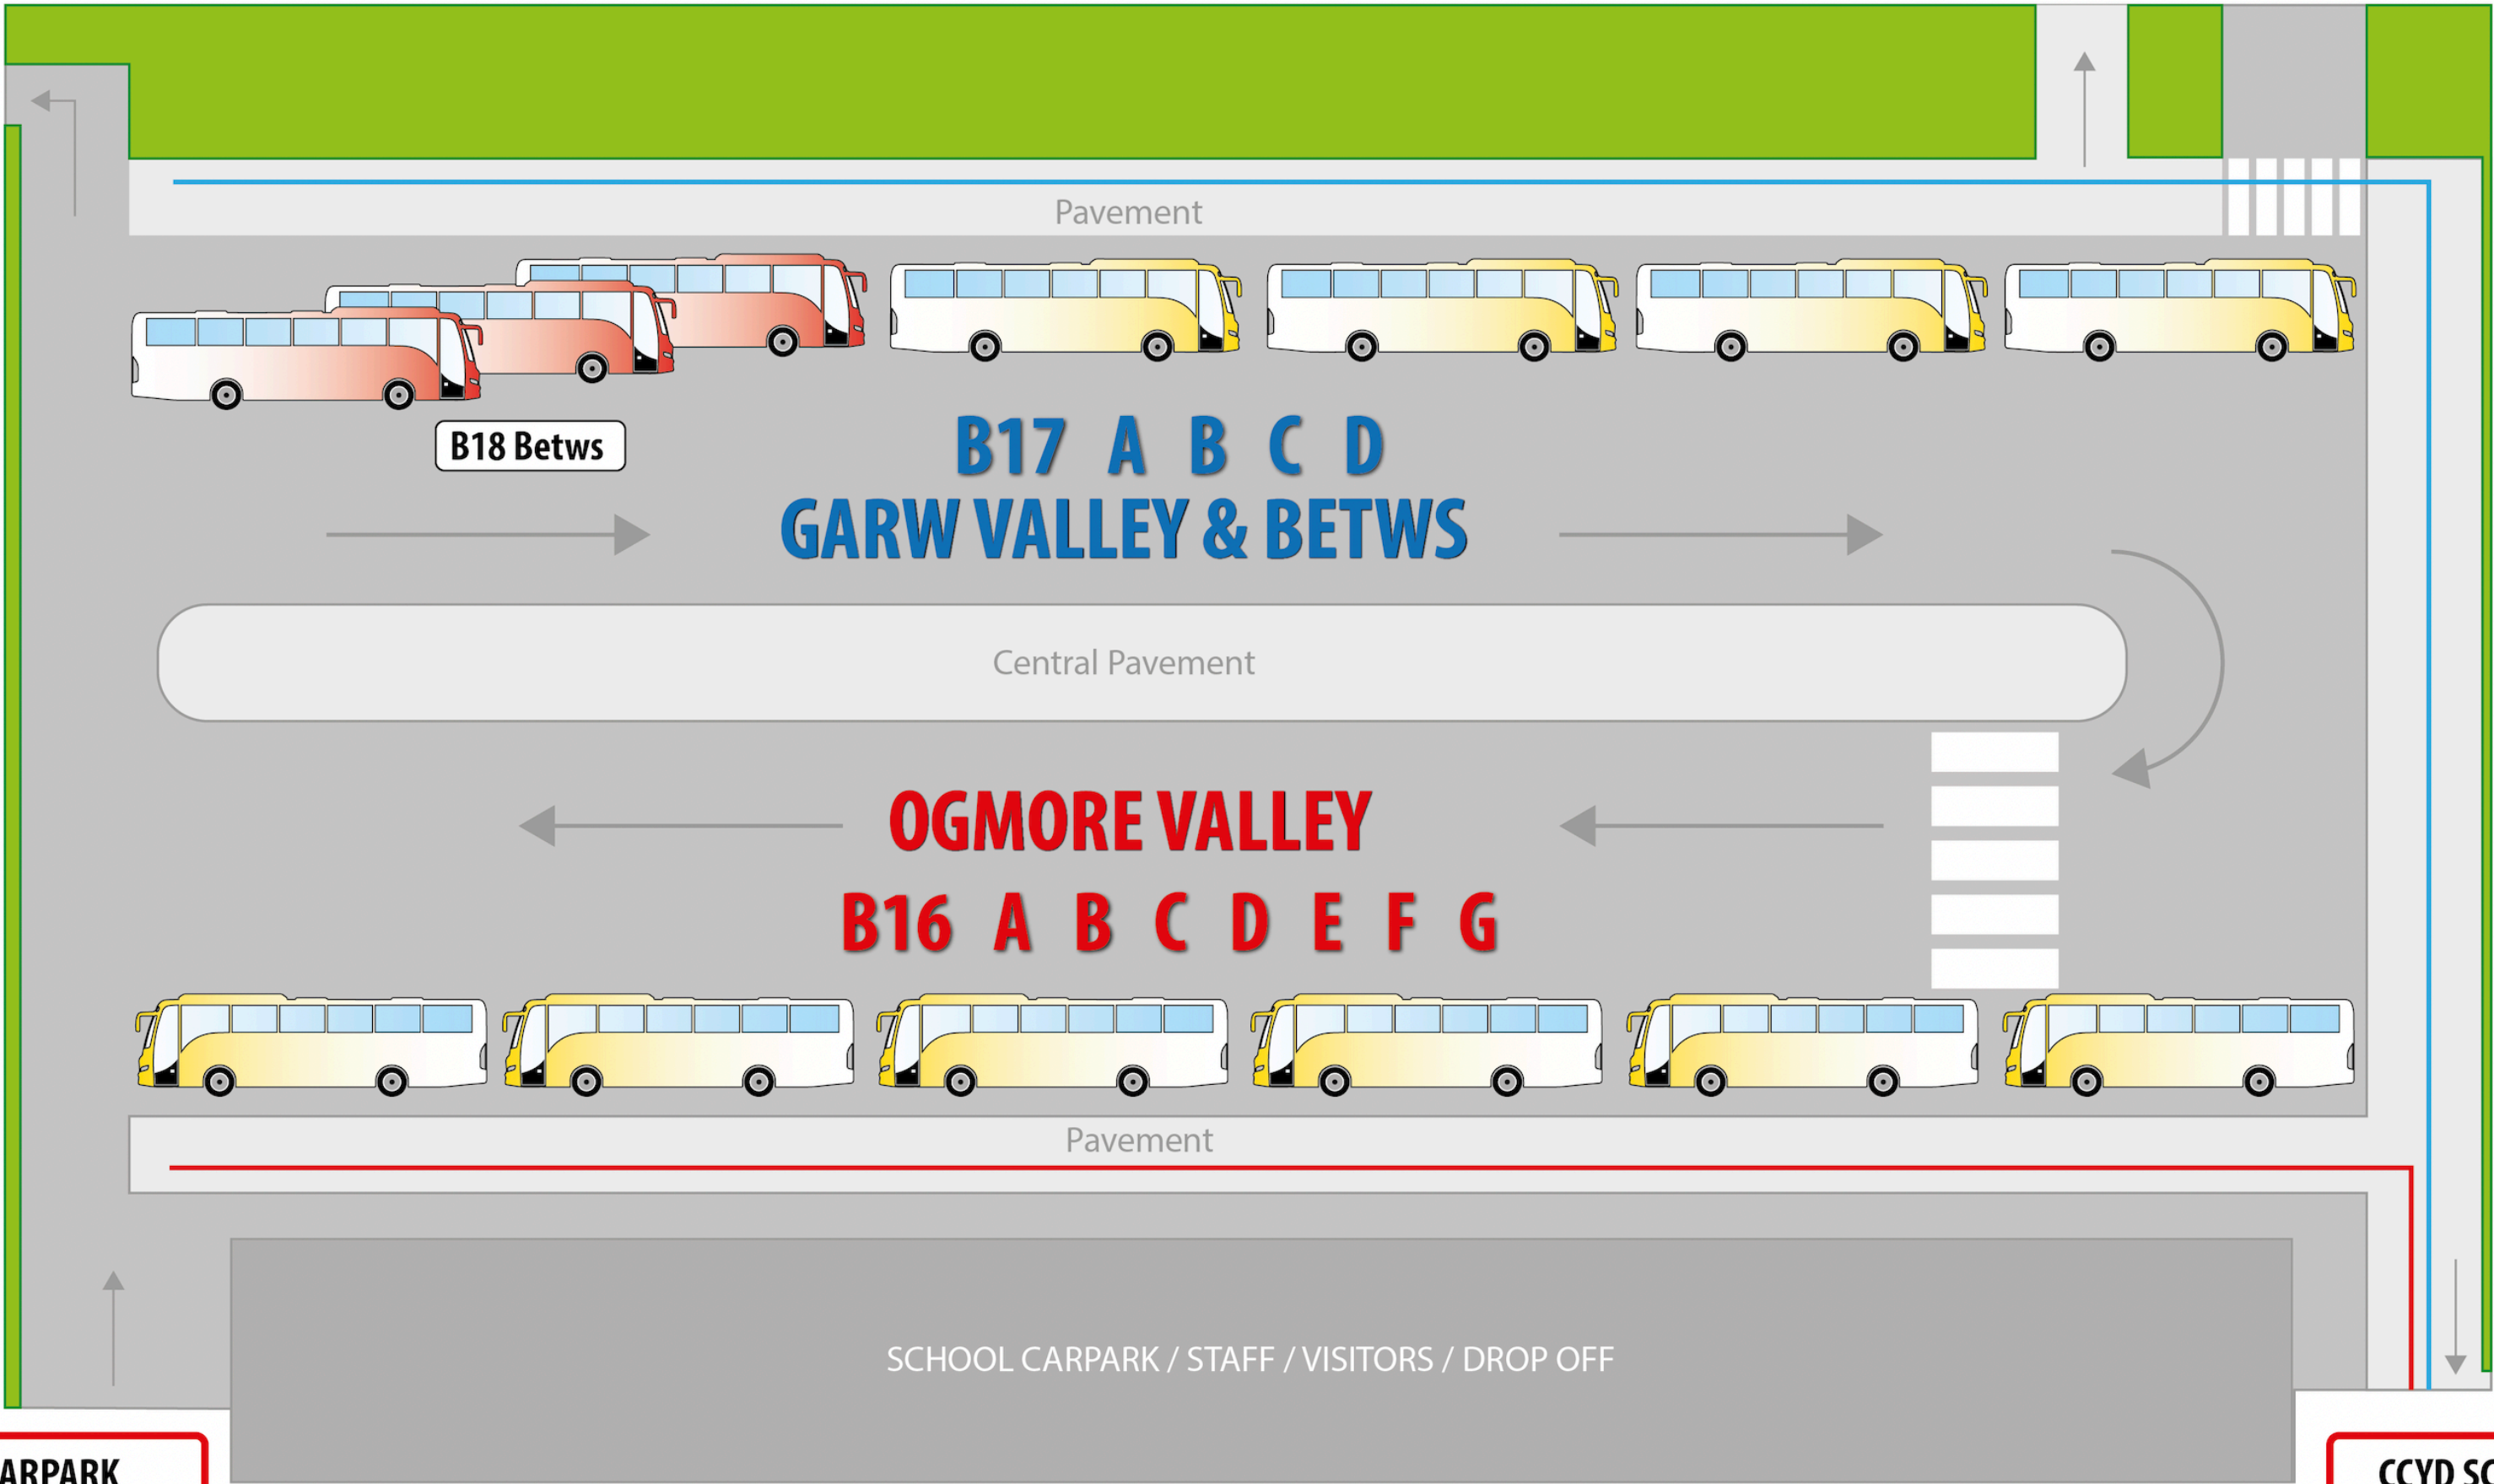 Pavement
B18 Betws
B17 A B C D
GARW VALLEY & BETWS
Central Pavement
OGMORE VALLEY
B16 A B C D E F G
Pavement
SCHOOL CARPARK / STAFF / VISITORS / DROP OFF
ARPARK
CCYD SC